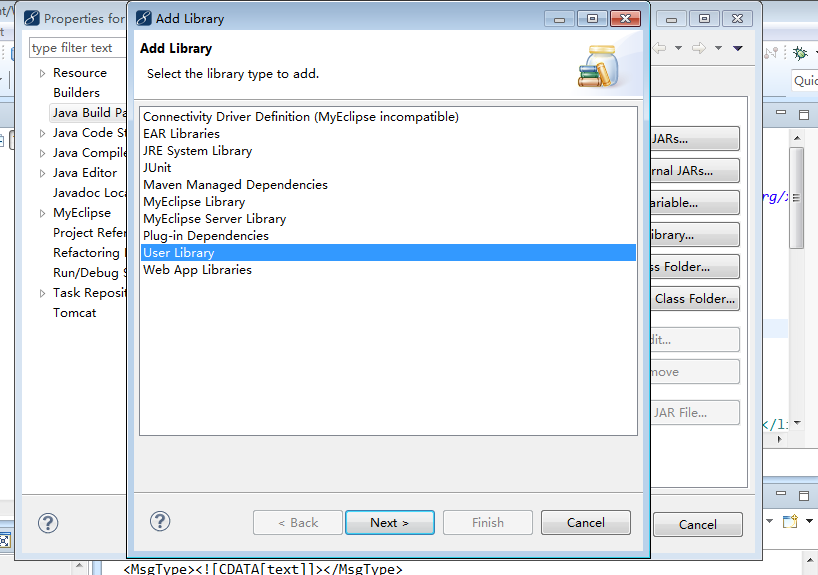 Properties for
Add Library
type filter text
Resource
Builders
Java Build Pa
Java Code St
Java Compile
Java Editor
Javadoc Loca
MyEclipse
Project Refer
Refactoring
Run/Debug S
Task Reposit
Tomcat
Add Library
Select the library type to add.
Connectivity Driver Definition (MyEclipse incompatible)
EAR Libraries
JRE System Library
JUnit
Maven Managed Dependencies
MyEclipse Library
MyEclipse Server Library
Plug-in Dependencies
User Library
Web App Libraries
< Back
Next >
Finish
Cancel
JARs...
rnal JARs...
ariable...
ibrary...
ss Folder...
Class Folder...
dit...
move
JAR File...
Cancel
Quic
rg/
</li
<MsgType><![CDATA[text]]></MsgType>